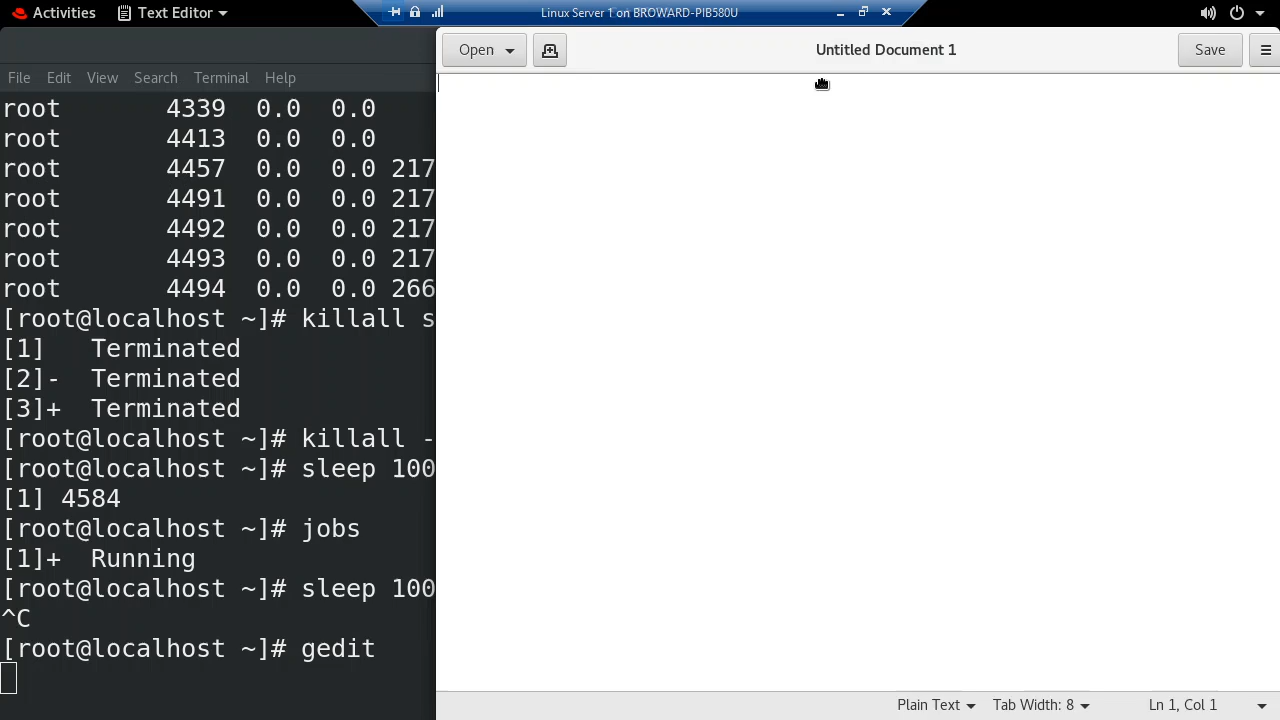 Activities Text Editor Linux Server 1 on BROWARD-PIB580U
Open Untitled Document 1 Save
File Edit View Search Terminal Help
root 4339 0.0 0.0
root 4413 0.0 0.0
root 4457 0.0 0.0 217
root 4491 0.0 0.0 217
root 4492 0.0 0.0 217
root 4493 0.0 0.0 217
root 4494 0.0 0.0 266
[root@localhost ~]# killall s
[1] Terminated
[2]- Terminated
[3]+ Terminated
[root@localhost ~]# killall -
[root@localhost ~]# sleep 100
[1] 4584
[root@localhost ~]# jobs
[1]+ Running
[root@localhost ~]# sleep 100
^C
[root@localhost ~]# gedit
Plain Text Tab Width: 8 Ln 1, Col 1